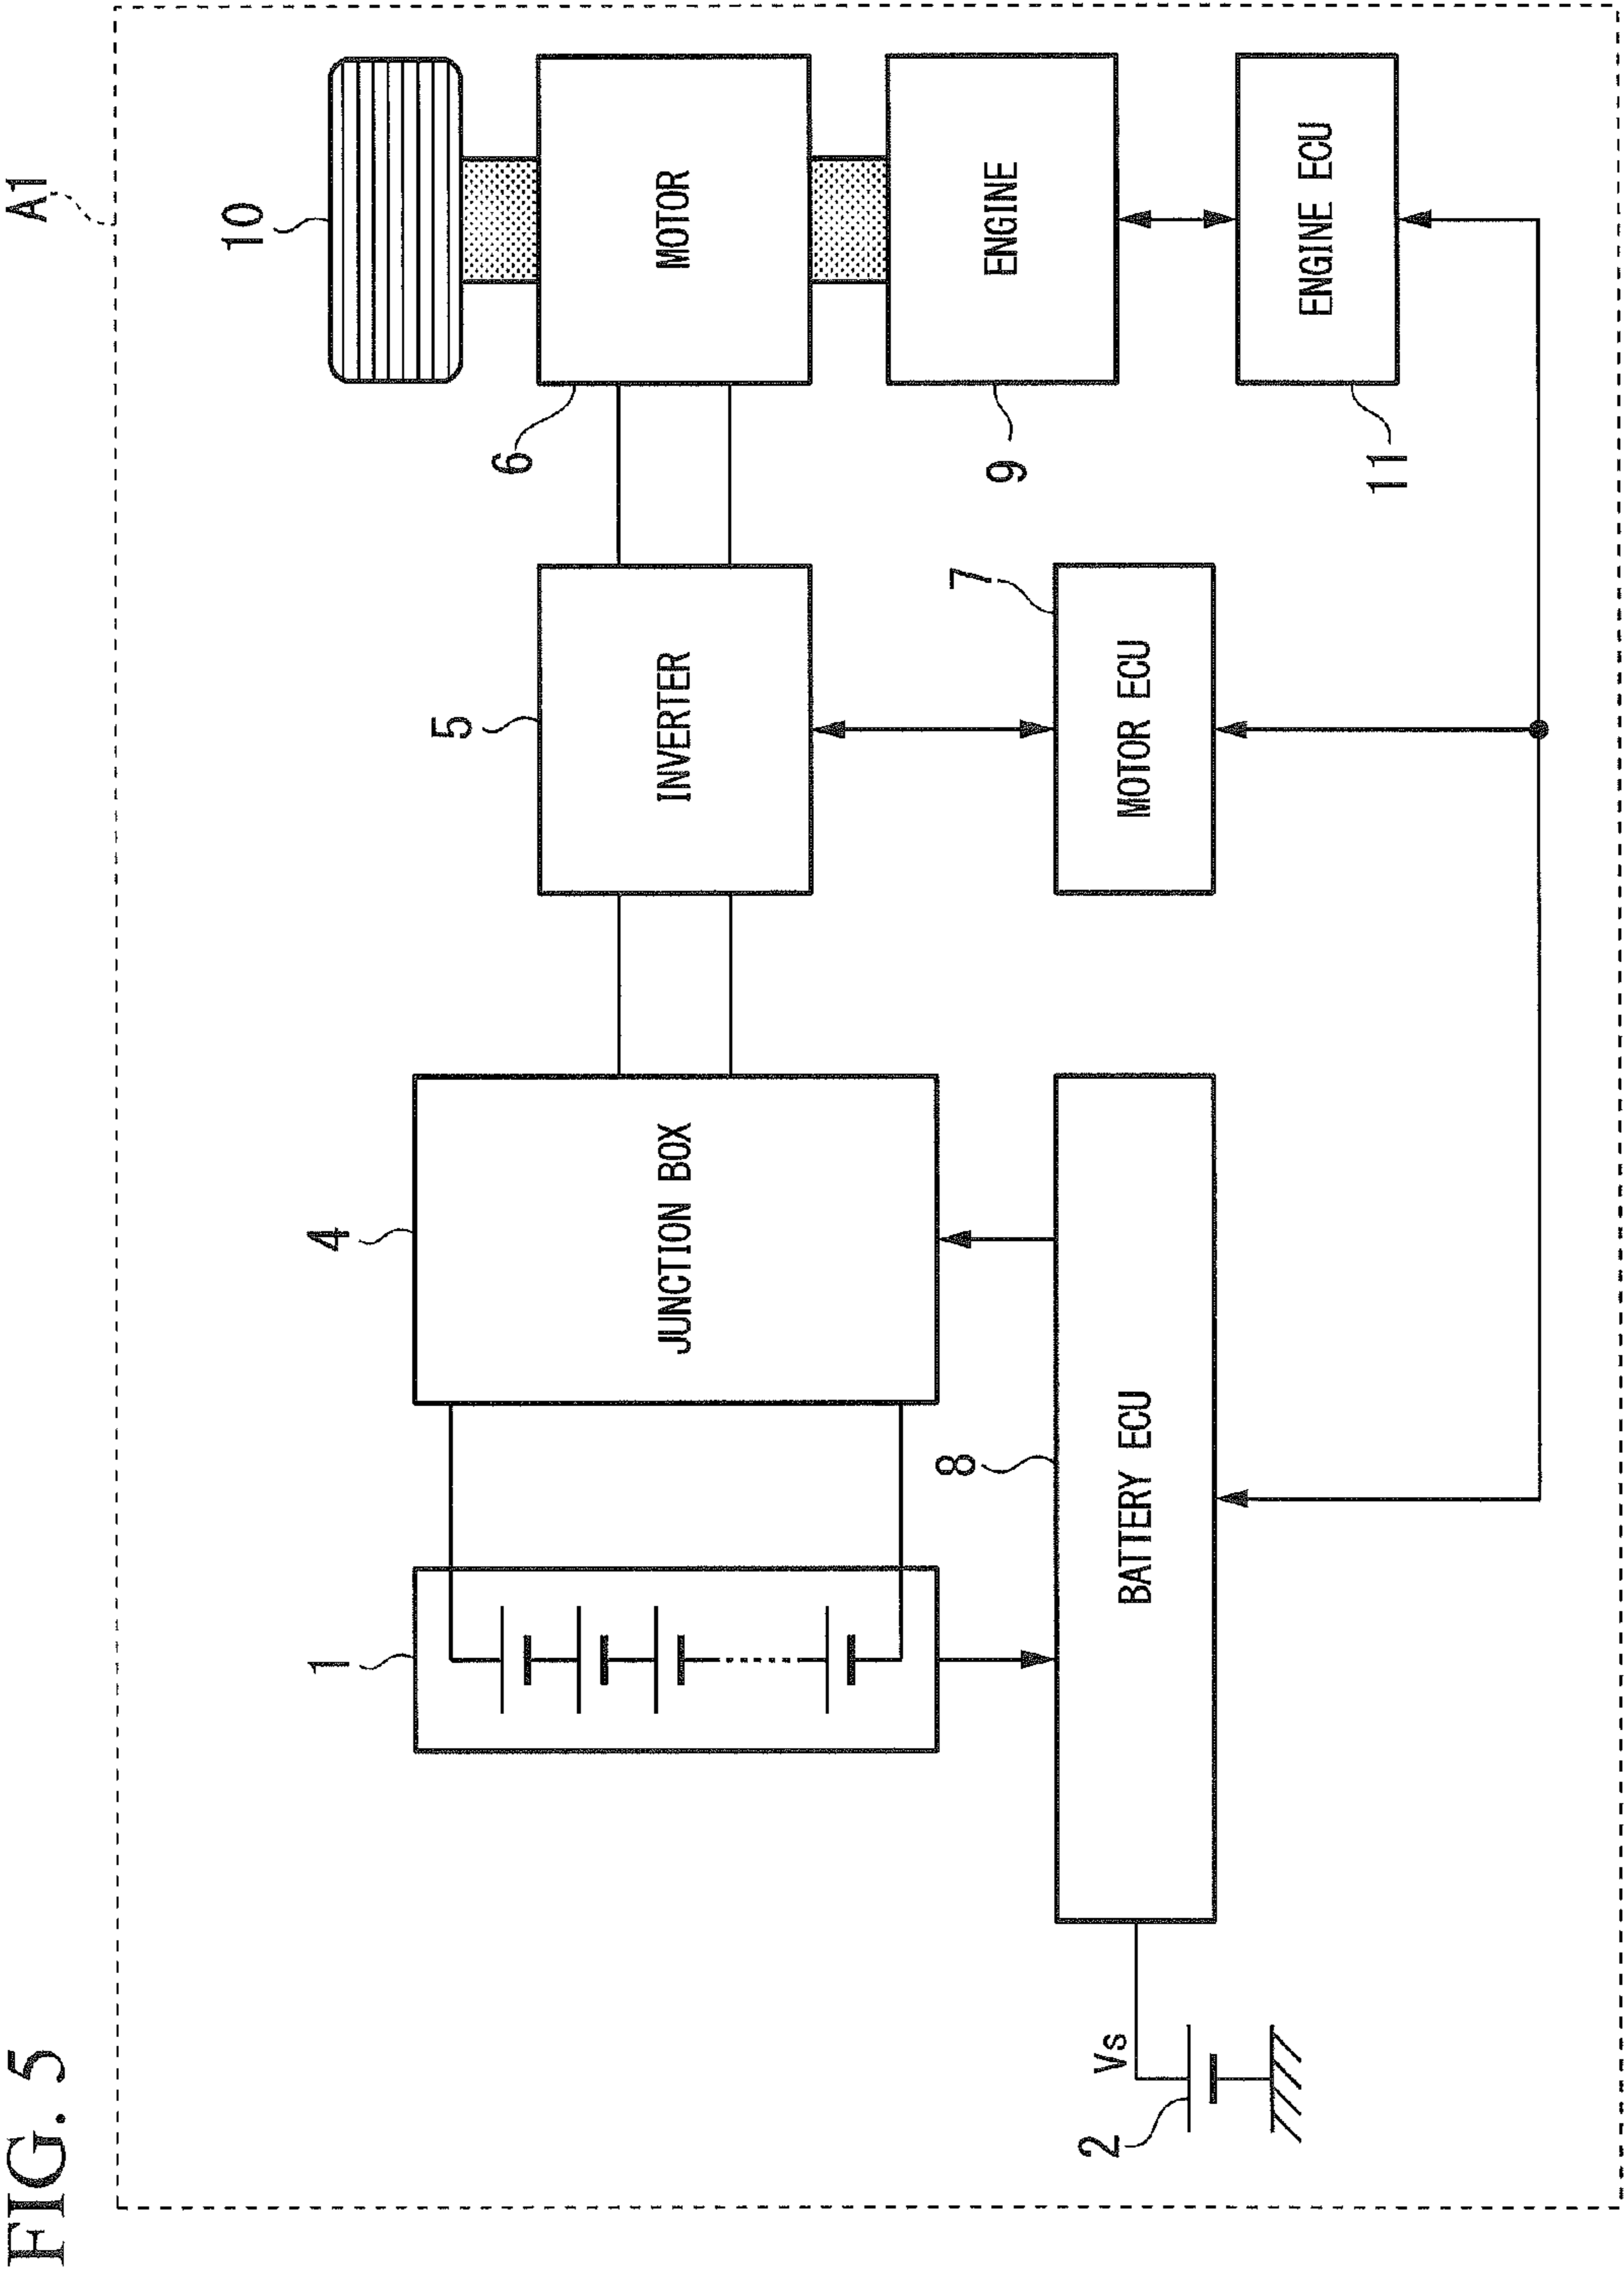 FIG. 5
A1
10
MOTOR
6
ENGINE
9
ENGINE ECU
11
INVERTER
5
MOTOR ECU
7
JUNCTION BOX
4
1
BATTERY ECU
8
Vs
2